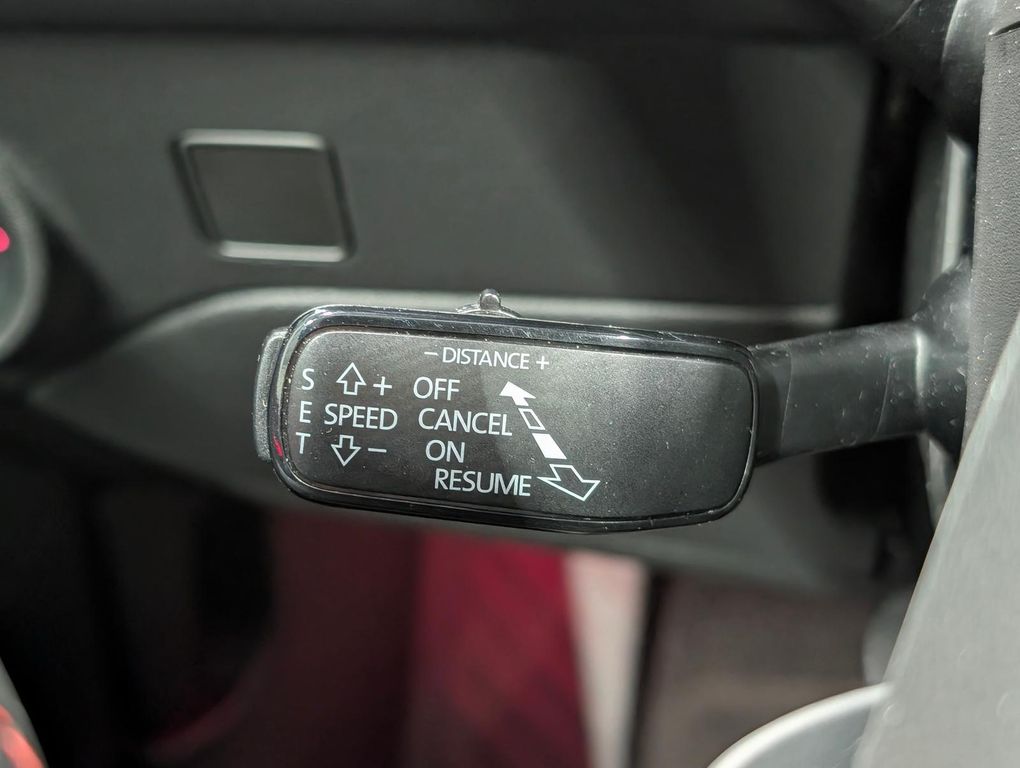 – DISTANCE +
S ⇧ + OFF
E SPEED CANCEL
T ⇩ – ON
RESUME